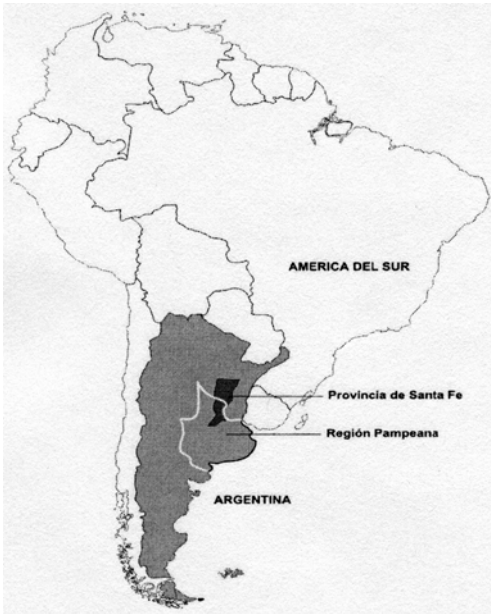 AMERICA DEL SUR
Provincia de Santa Fe
Región Pampeana
ARGENTINA